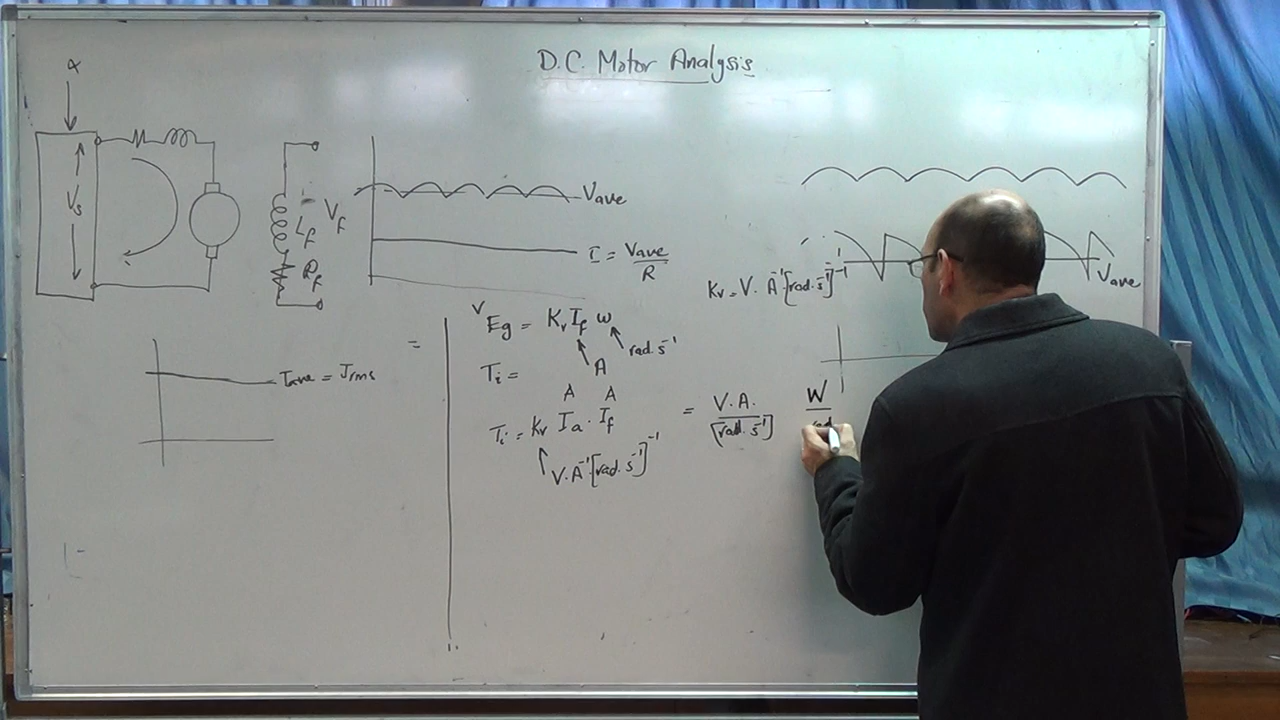 D.C. Motor Analysis
α
Vs
Lf
Vf
Rf
Vave
I = Vave / R
Iave = Irms
=
V
Eg = Kv If ω
A
rad.s⁻¹
Ti =
A A
Ti = Kv Ia . If
V.A⁻¹[rad.s⁻¹]⁻¹
= V.A. / [rad.s⁻¹]
W / rad
Kv = V. A⁻¹[rad.s⁻¹]⁻¹
Vave